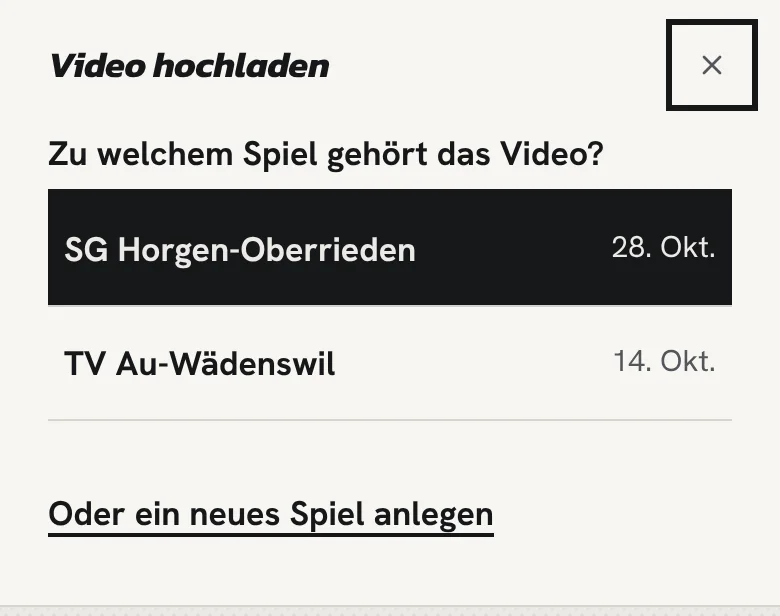 Video hochladen
Zu welchem Spiel gehört das Video?
SG Horgen-Oberrieden 28. Okt.
TV Au-Wädenswil 14. Okt.
Oder ein neues Spiel anlegen